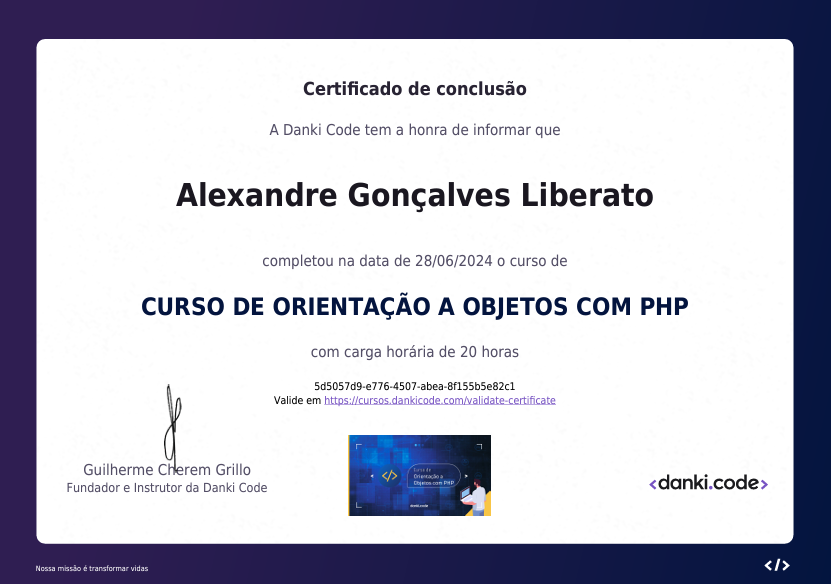 Certificado de conclusão
A Danki Code tem a honra de informar que
Alexandre Gonçalves Liberato
completou na data de 28/06/2024 o curso de
CURSO DE ORIENTAÇÃO A OBJETOS COM PHP
com carga horária de 20 horas
5d5057d9-e776-4507-abea-8f155b5e82c1
Valide em https://cursos.dankicode.com/validate-certificate
Guilherme Cherem Grillo
Fundador e Instrutor da Danki Code
</>
Curso de
Orientação a
Objetos com PHP
danki.code
<danki.code>
Nossa missão é transformar vidas
</>